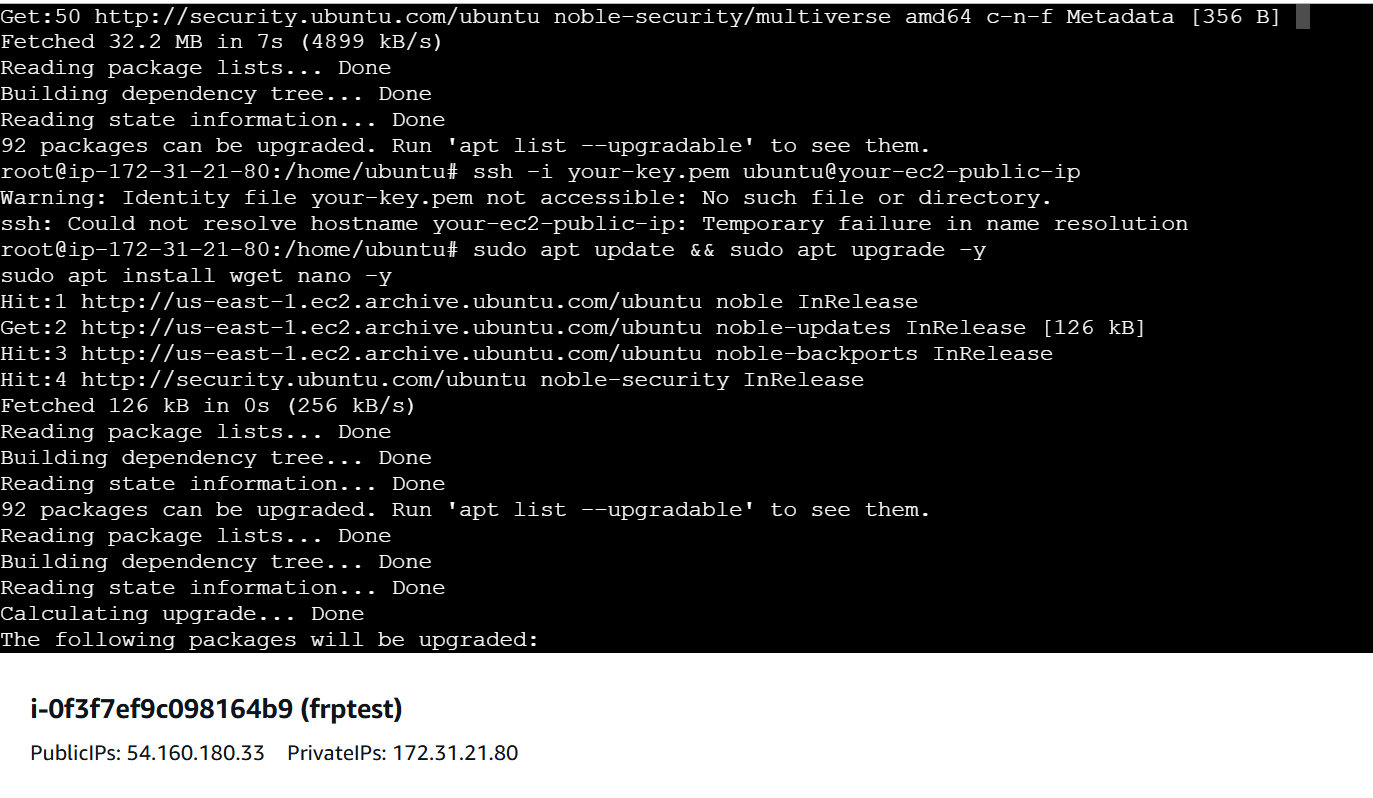 Get:50 http://security.ubuntu.com/ubuntu noble-security/multiverse amd64 c-n-f Metadata [356 B]
Fetched 32.2 MB in 7s (4899 kB/s)
Reading package lists... Done
Building dependency tree... Done
Reading state information... Done
92 packages can be upgraded. Run 'apt list --upgradable' to see them.
root@ip-172-31-21-80:/home/ubuntu# ssh -i your-key.pem ubuntu@your-ec2-public-ip
Warning: Identity file your-key.pem not accessible: No such file or directory.
ssh: Could not resolve hostname your-ec2-public-ip: Temporary failure in name resolution
root@ip-172-31-21-80:/home/ubuntu# sudo apt update && sudo apt upgrade -y
sudo apt install wget nano -y
Hit:1 http://us-east-1.ec2.archive.ubuntu.com/ubuntu noble InRelease
Get:2 http://us-east-1.ec2.archive.ubuntu.com/ubuntu noble-updates InRelease [126 kB]
Hit:3 http://us-east-1.ec2.archive.ubuntu.com/ubuntu noble-backports InRelease
Hit:4 http://security.ubuntu.com/ubuntu noble-security InRelease
Fetched 126 kB in 0s (256 kB/s)
Reading package lists... Done
Building dependency tree... Done
Reading state information... Done
92 packages can be upgraded. Run 'apt list --upgradable' to see them.
Reading package lists... Done
Building dependency tree... Done
Reading state information... Done
Calculating upgrade... Done
The following packages will be upgraded:
i-0f3f7ef9c098164b9 (frptest)
PublicIPs: 54.160.180.33 PrivateIPs: 172.31.21.80